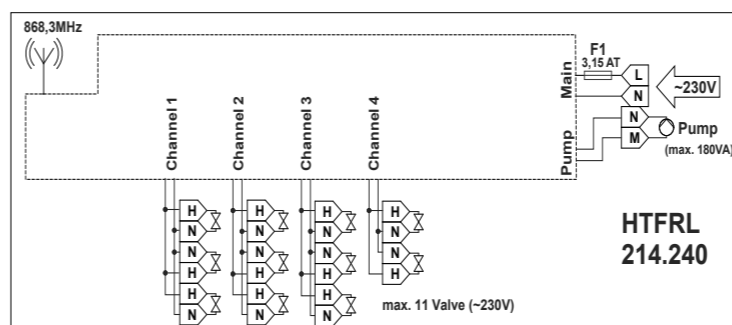 868,3MHz
F1
3,15 AT
Main
L
N
~230V
Pump
N
M
Pump
(max. 180VA)
Channel 1
Channel 2
Channel 3
Channel 4
H
N
N
H
H
N
H
N
N
H
H
N
H
N
N
H
H
N
H
N
N
H
HTFRL
214.240
max. 11 Valve (~230V)